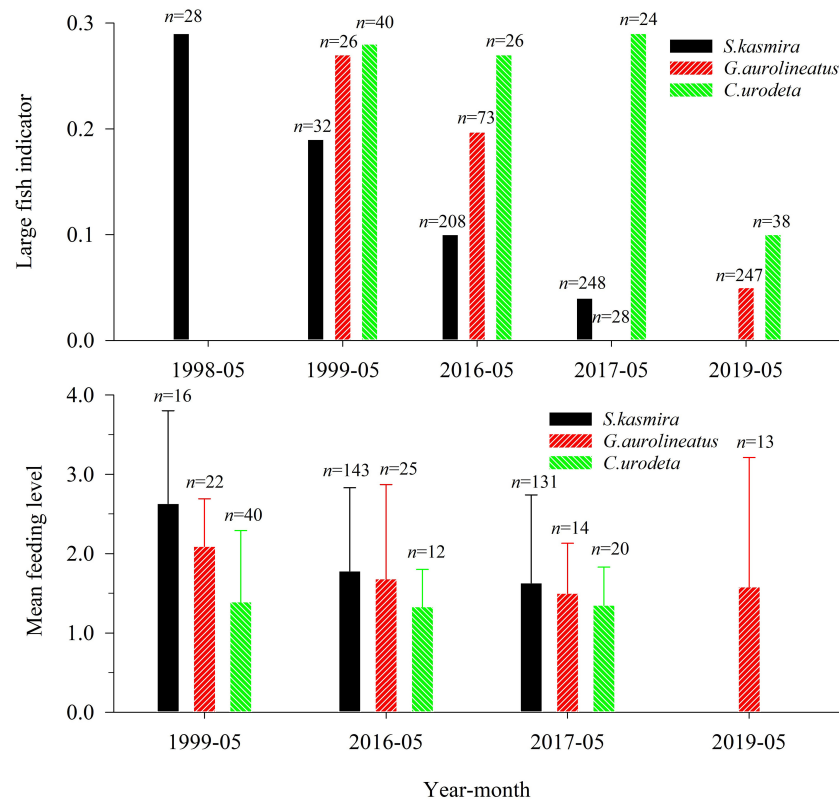 Large fish indicator
0.3
0.2
0.1
0.0
n=28
n=32
n=26
n=40
n=208
n=73
n=26
n=248
n=28
n=24
n=247
n=38
S.kasmira
G.aurolineatus
C.urodeta
1998-05 1999-05 2016-05 2017-05 2019-05
Mean feeding level
4.0
3.0
2.0
1.0
0.0
n=16
n=22
n=40
n=143
n=25
n=12
n=131
n=14
n=20
n=13
S.kasmira
G.aurolineatus
C.urodeta
1999-05 2016-05 2017-05 2019-05
Year-month